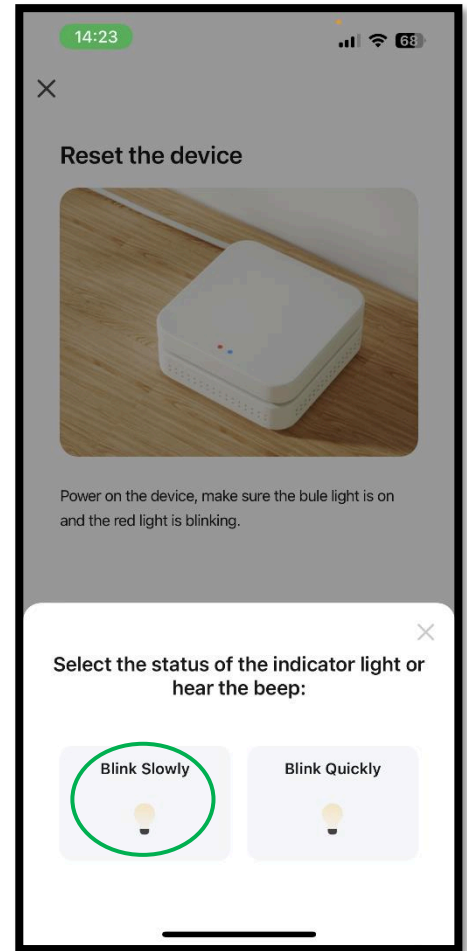 14:23
68
Reset the device
Power on the device, make sure the bule light is on
and the red light is blinking.
Select the status of the indicator light or
hear the beep:
Blink Slowly
Blink Quickly